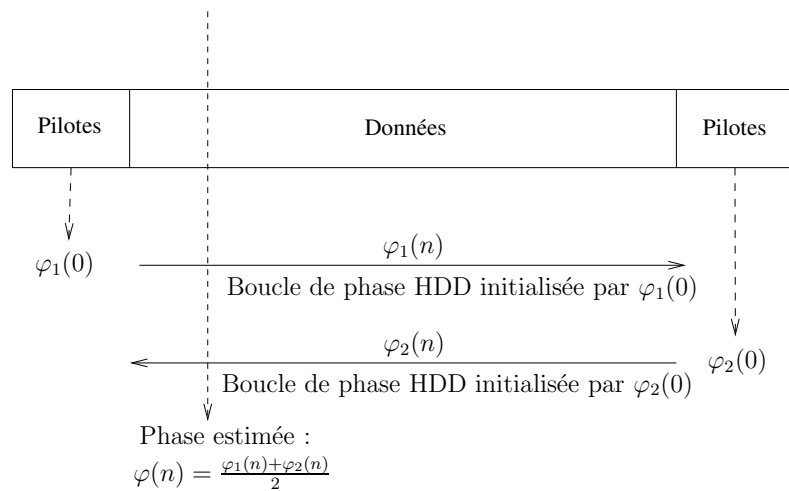 Pilotes Données Pilotes
φ₁(n)
φ₁(0)
Boucle de phase HDD initialisée par φ₁(0)
φ₂(n)
φ₂(0)
Boucle de phase HDD initialisée par φ₂(0)
Phase estimée :
φ(n) = (φ₁(n)+φ₂(n))/2